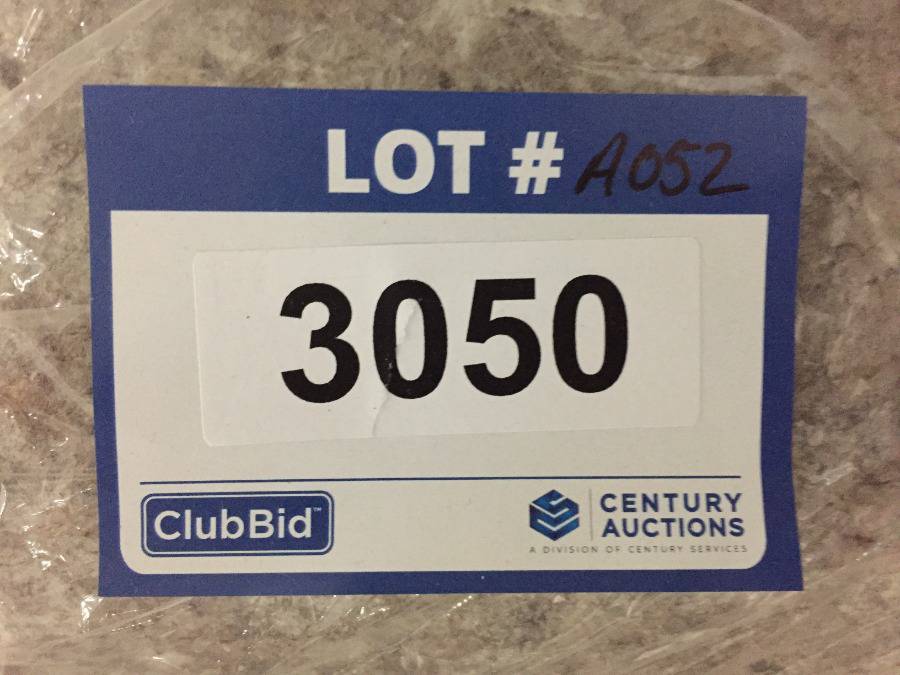 LOT # A052
3050
ClubBid™
CENTURY
AUCTIONS
A DIVISION OF CENTURY SERVICES